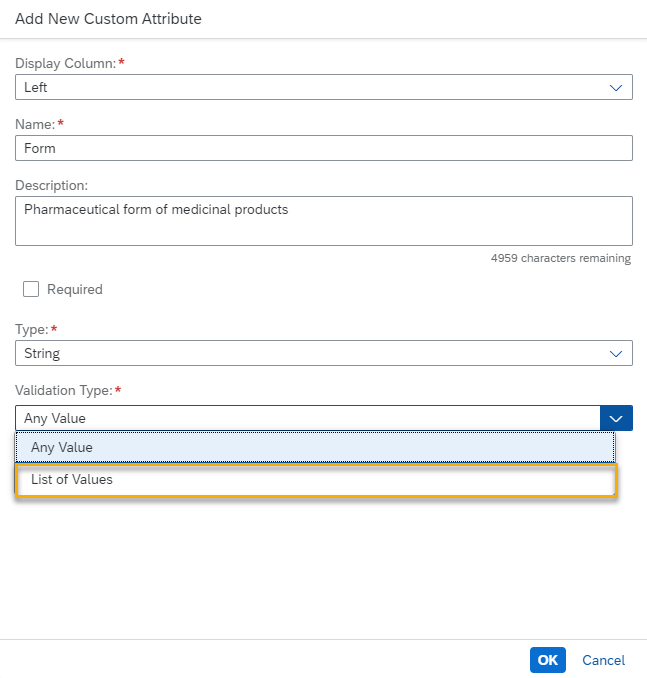 Add New Custom Attribute
Display Column:*
Left
Name:*
Form
Description:
Pharmaceutical form of medicinal products
4959 characters remaining
Required
Type:*
String
Validation Type:*
Any Value
Any Value
List of Values
OK Cancel